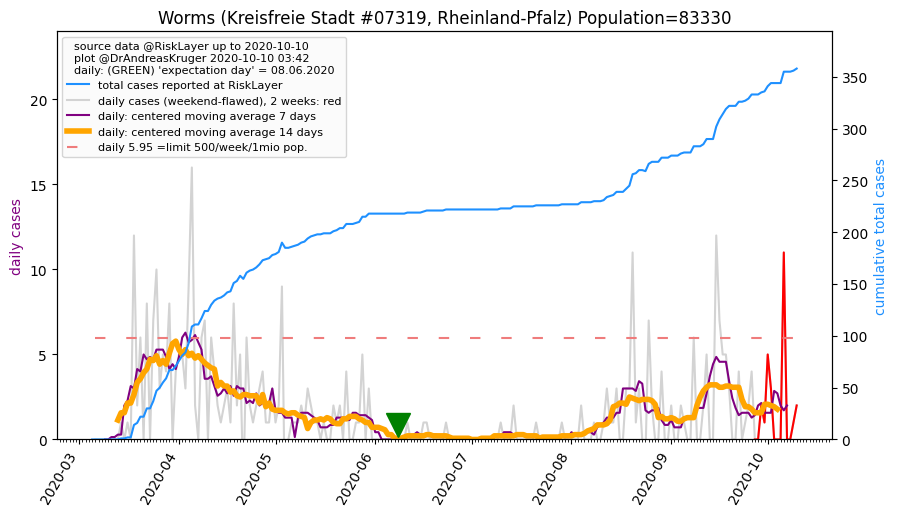 Worms (Kreisfreie Stadt #07319, Rheinland-Pfalz) Population=83330
source data @RiskLayer up to 2020-10-10
plot @DrAndreasKruger 2020-10-10 03:42
daily: (GREEN) 'expectation day' = 08.06.2020
total cases reported at RiskLayer
daily cases (weekend-flawed), 2 weeks: red
daily: centered moving average 7 days
daily: centered moving average 14 days
daily 5.95 =limit 500/week/1mio pop.
daily cases
20
15
10
5
0
cumulative total cases
350
300
250
200
150
100
50
0
2020-03
2020-04
2020-05
2020-06
2020-07
2020-08
2020-09
2020-10